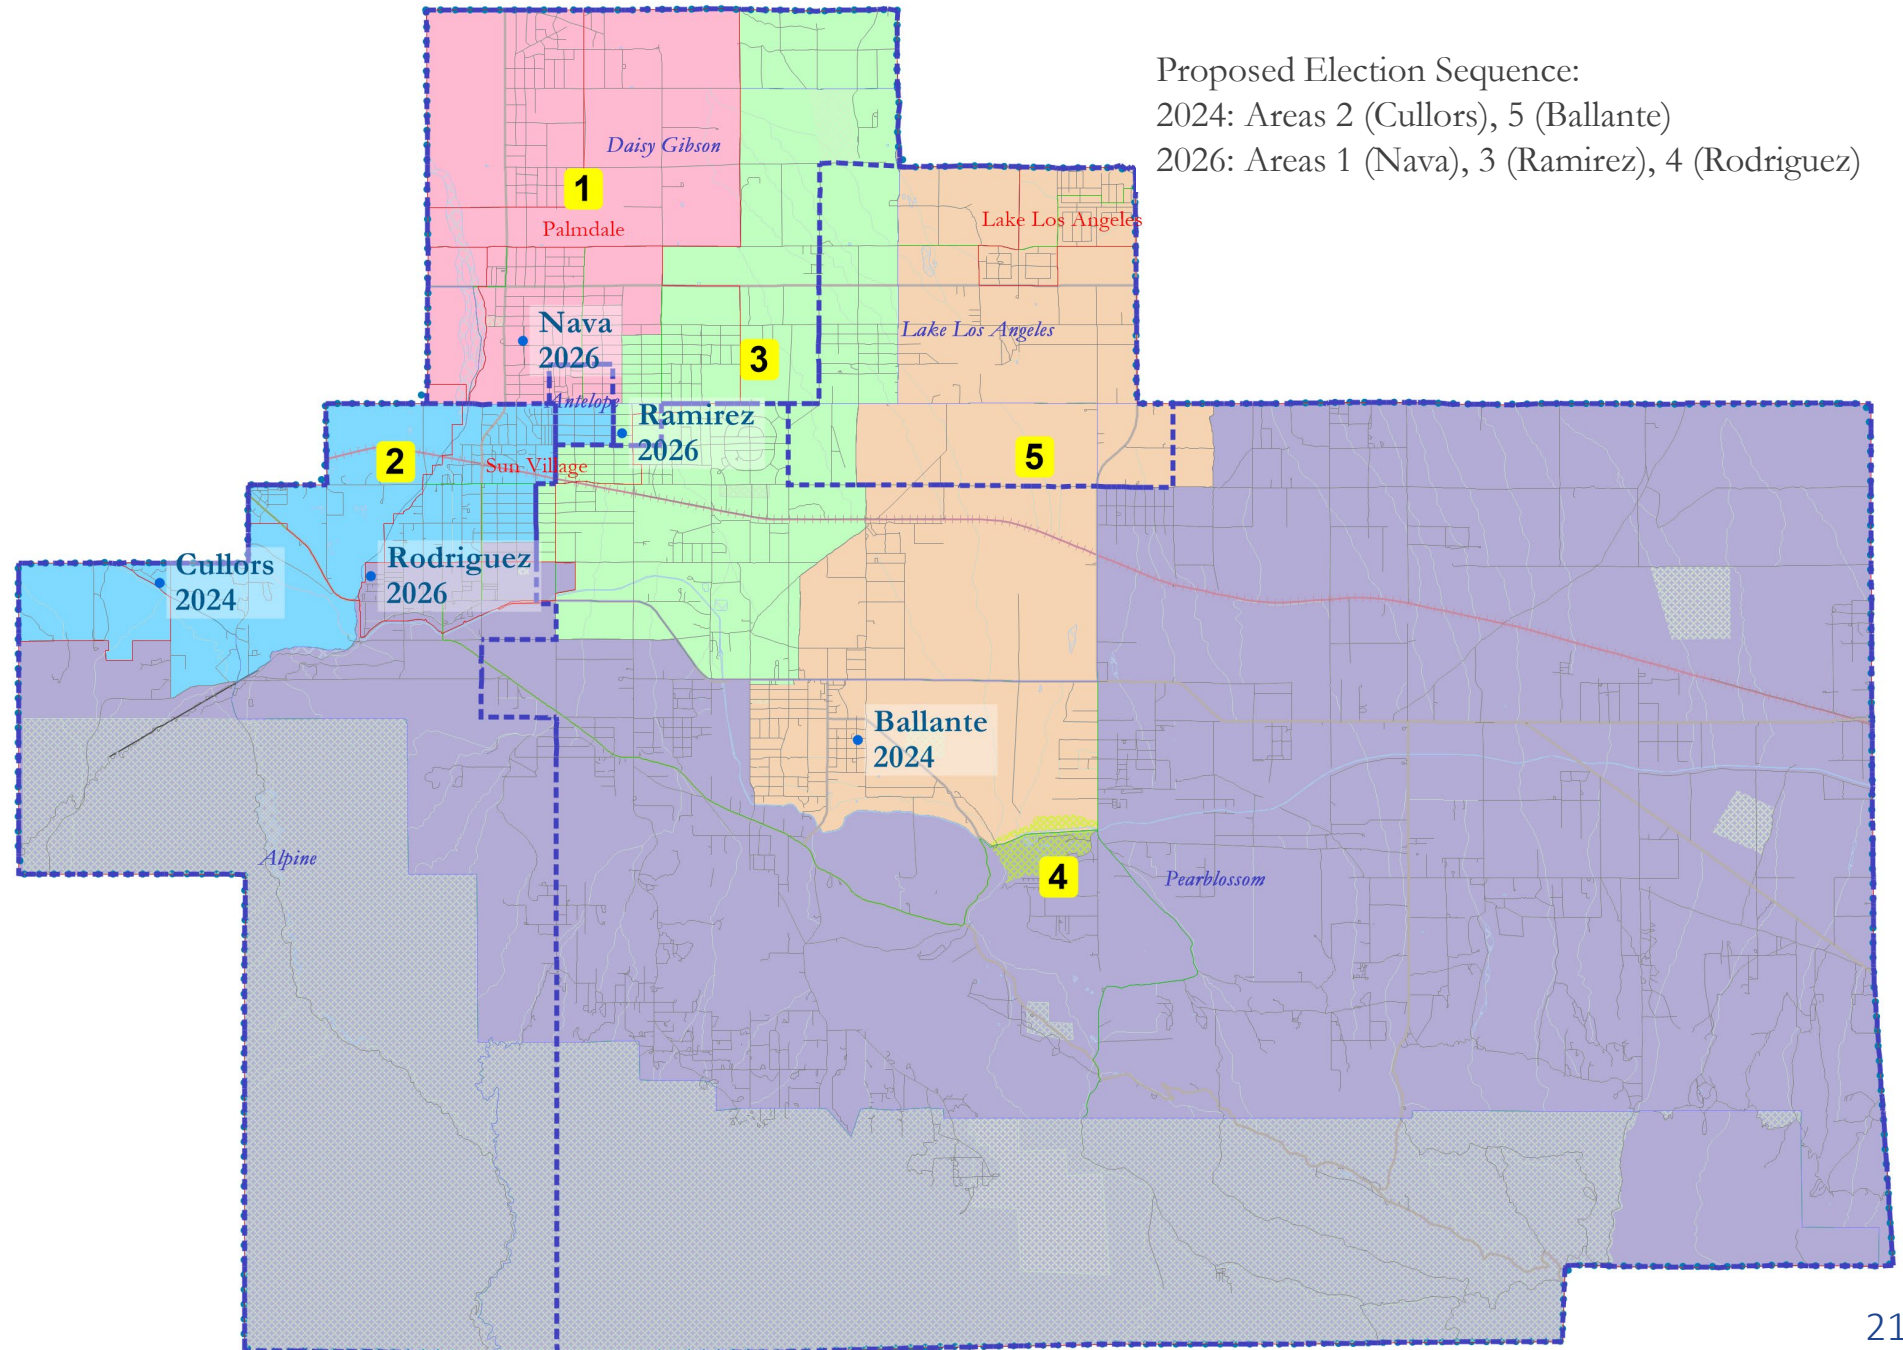 Proposed Election Sequence:
2024: Areas 2 (Cullors), 5 (Ballante)
2026: Areas 1 (Nava), 3 (Ramirez), 4 (Rodriguez)
Daisy Gibson
1
Palmdale
Lake Los Angeles
Nava
2026
Lake Los Angeles
3
Antelope
Ramirez
2026
2
Sun Village
5
Cullors
2024
Rodriguez
2026
Ballante
2024
Alpine
4
Pearblossom
21